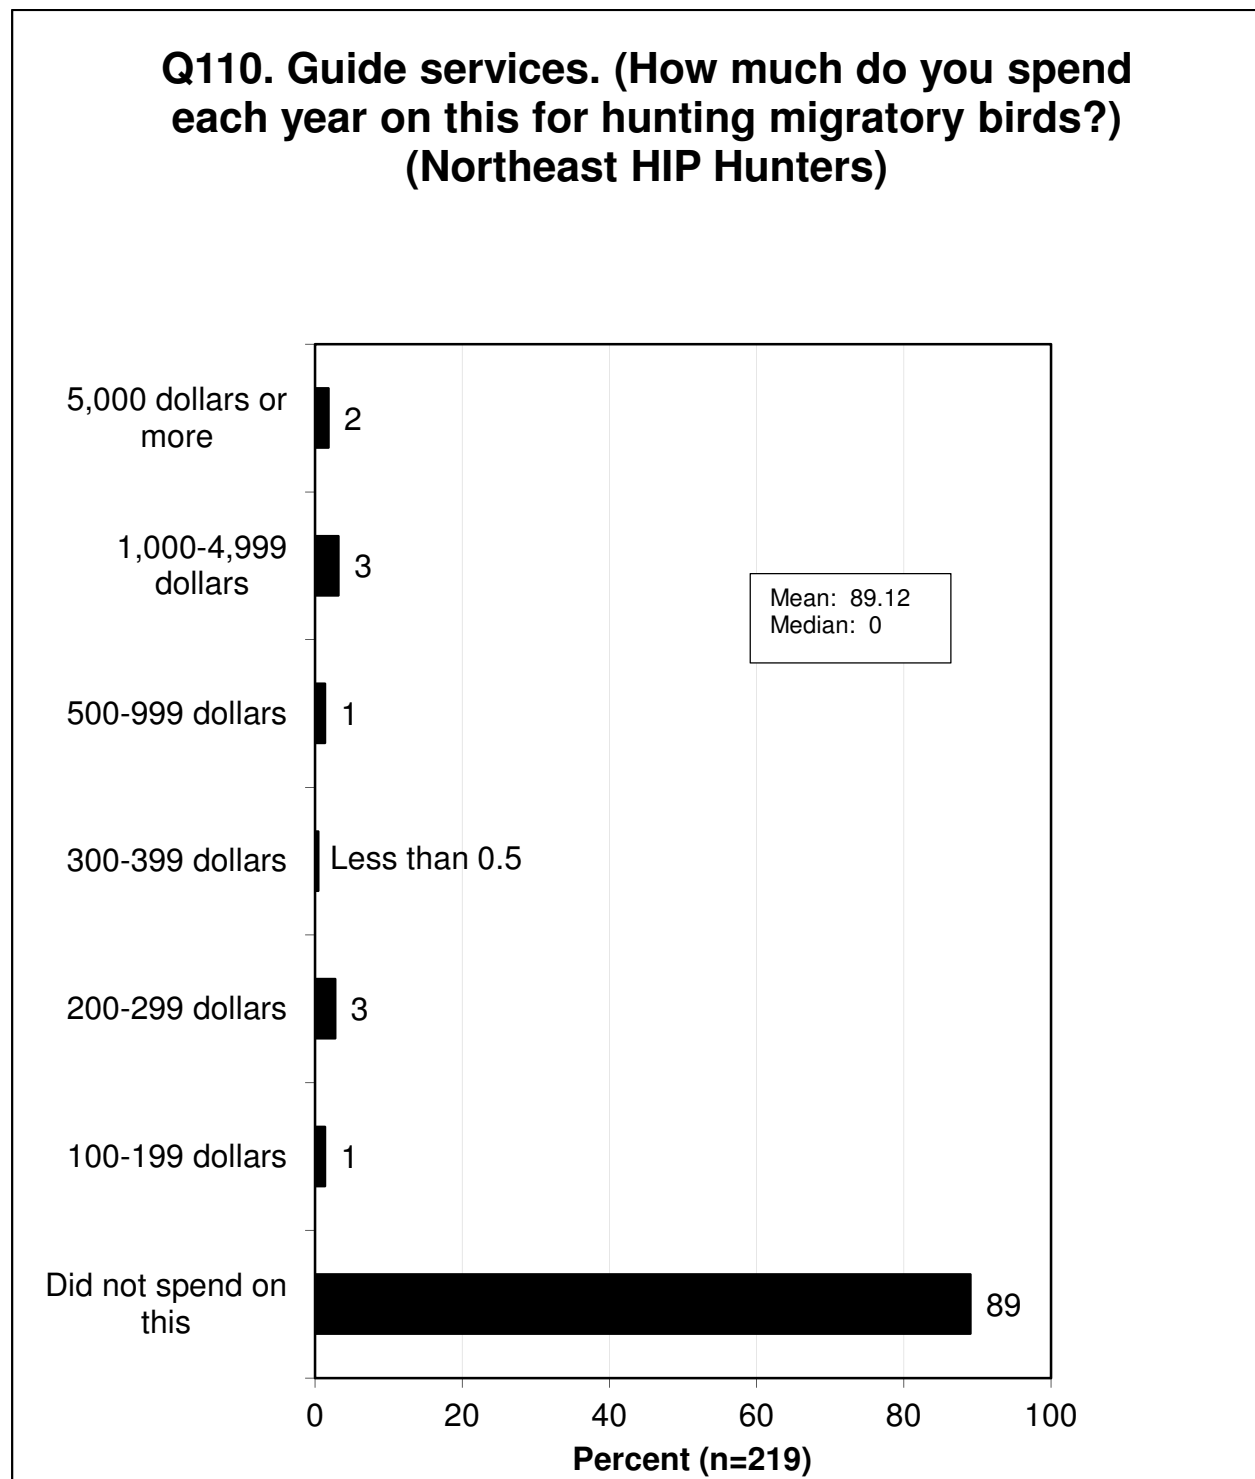 Q110. Guide services. (How much do you spend
each year on this for hunting migratory birds?)
(Northeast HIP Hunters)
5,000 dollars or
more
2
1,000-4,999
dollars
3
Mean: 89.12
Median: 0
500-999 dollars
1
300-399 dollars
Less than 0.5
200-299 dollars
3
100-199 dollars
1
Did not spend on
this
89
0
20
40
60
80
100
Percent (n=219)